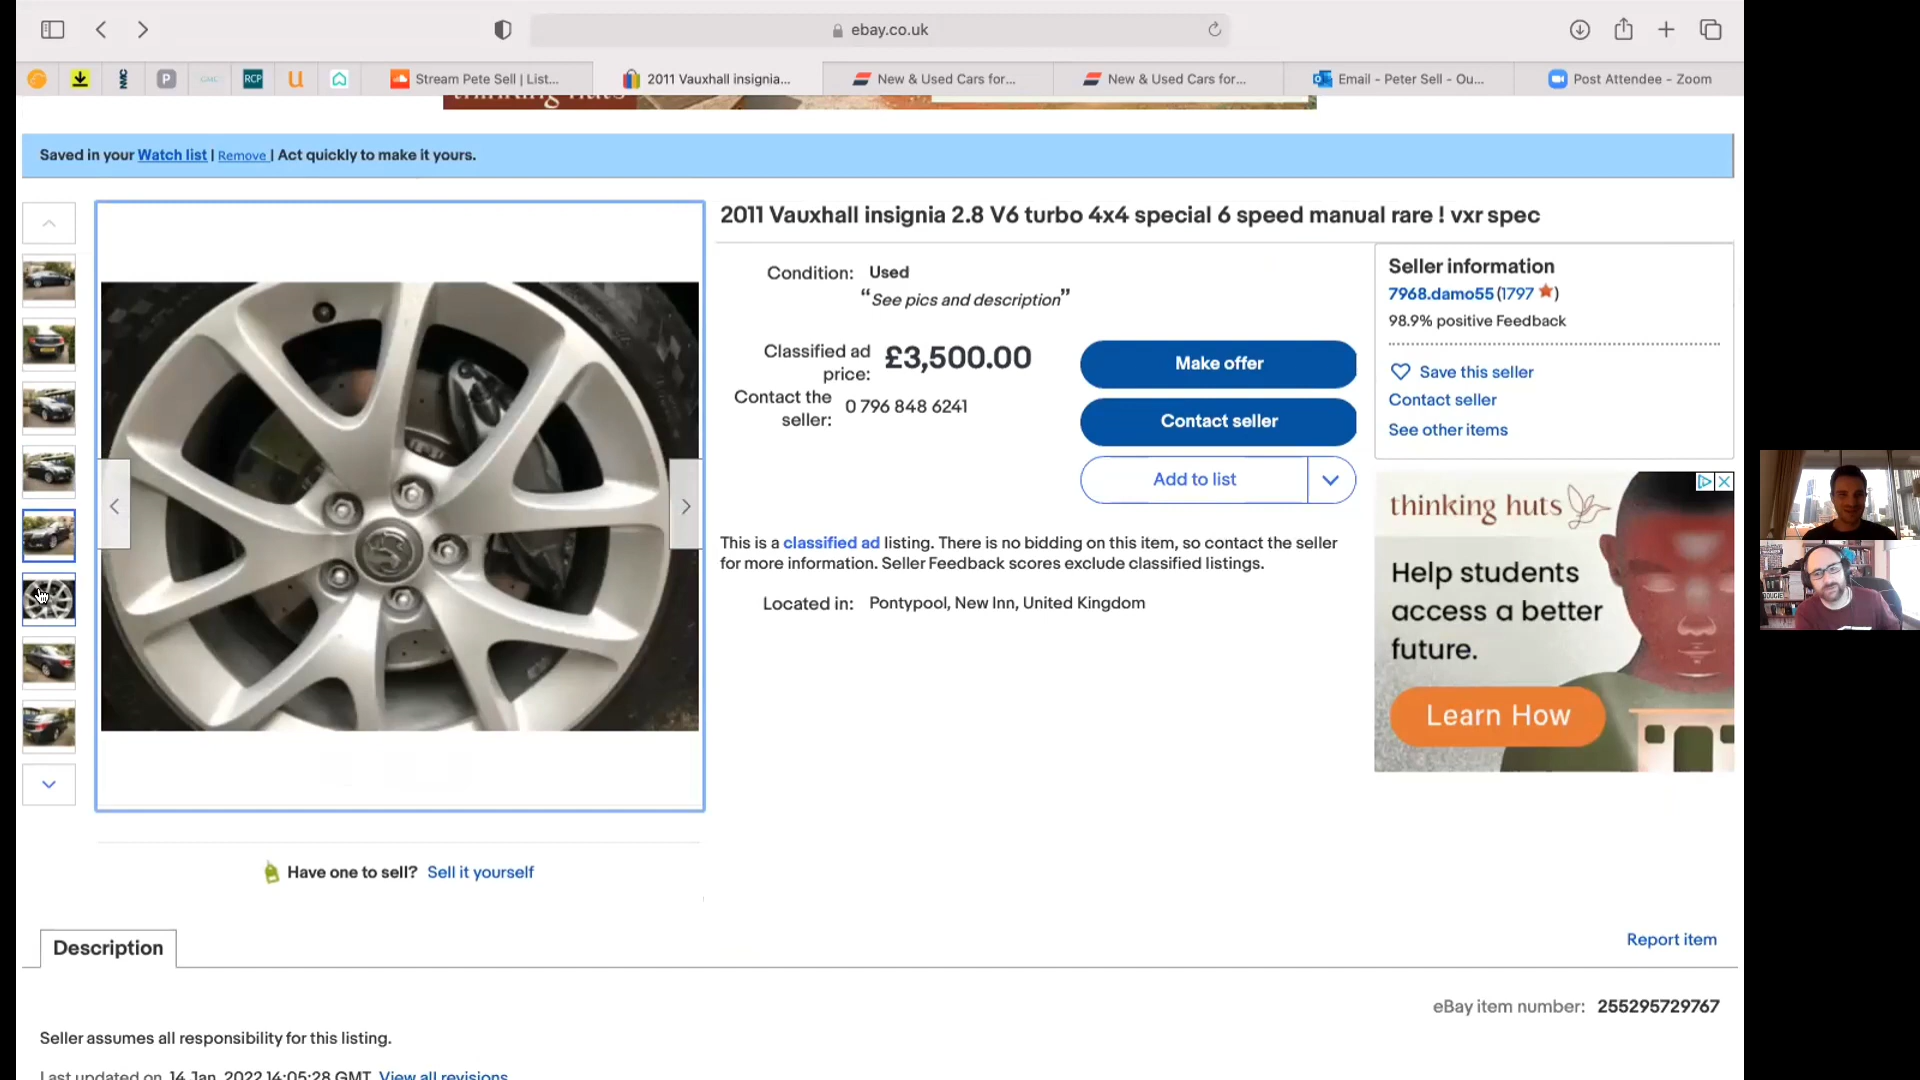 ebay.co.uk
NMC
P
GMC
RCP
Stream Pete Sell | List...
2011 Vauxhall insignia...
New & Used Cars for...
New & Used Cars for...
Email - Peter Sell - Ou...
Post Attendee - Zoom
thinking huts
Saved in your Watch list | Remove | Act quickly to make it yours.
2011 Vauxhall insignia 2.8 V6 turbo 4x4 special 6 speed manual rare ! vxr spec
Condition: Used
“See pics and description”
Classified ad price: £3,500.00
Contact the seller: 0 796 848 6241
Make offer
Contact seller
Add to list
This is a classified ad listing. There is no bidding on this item, so contact the seller
for more information. Seller Feedback scores exclude classified listings.
Located in: Pontypool, New Inn, United Kingdom
Seller information
7968.damo55 (1797)
98.9% positive Feedback
Save this seller
Contact seller
See other items
thinking huts
Help students
access a better
future.
Learn How
Have one to sell? Sell it yourself
Description
Report item
eBay item number: 255295729767
Seller assumes all responsibility for this listing.
Last updated on 14 Jan, 2022 14:05:28 GMT View all revisions